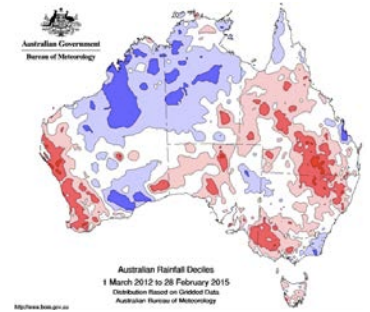 Australian Government
Bureau of Meteorology
Australian Rainfall Deciles
1 March 2012 to 28 February 2015
Distribution Based on Gridded Data
Australian Bureau of Meteorology
http://www.bom.gov.au